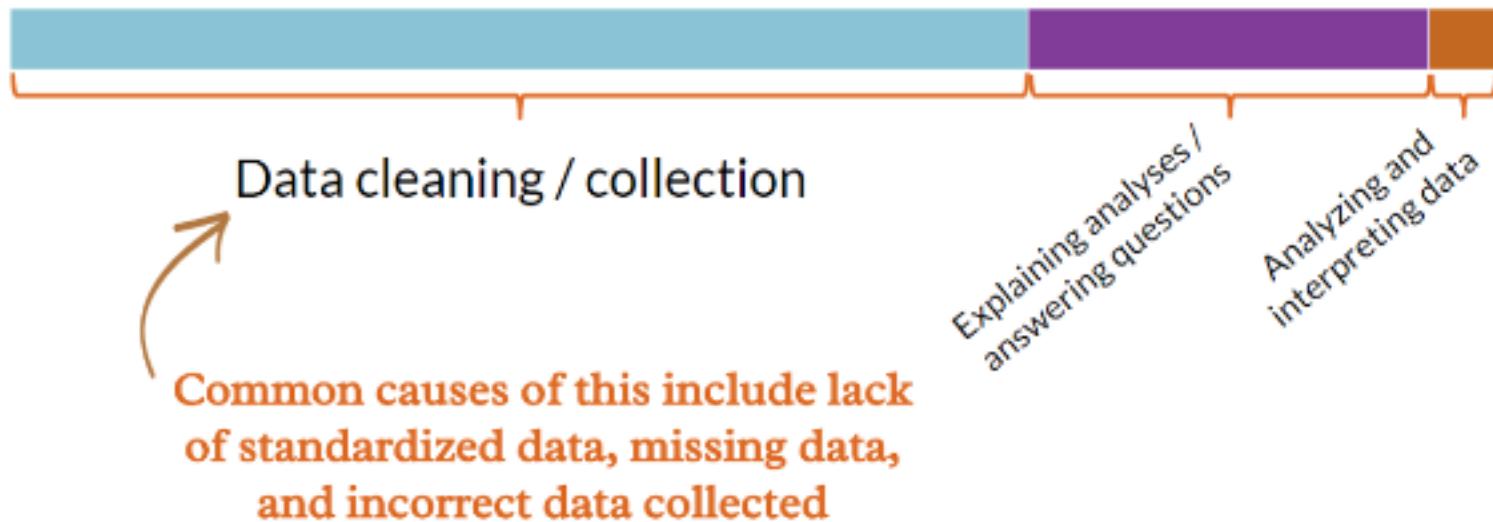 Data cleaning / collection
Explaining analyses /
answering questions
Analyzing and
interpreting data
Common causes of this include lack
of standardized data, missing data,
and incorrect data collected